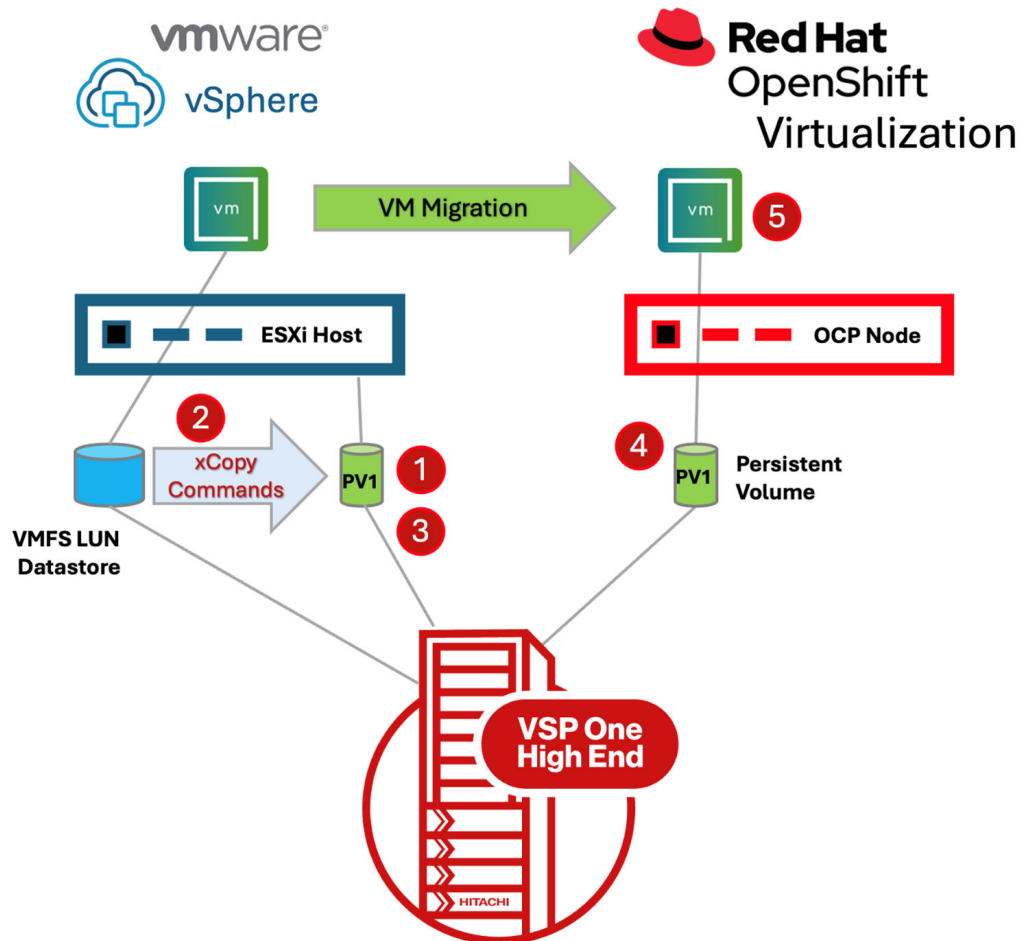 vmware®
vSphere
Red Hat
OpenShift
Virtualization
vm
VM Migration
vm
5
ESXi Host
OCP Node
2
xCopy
Commands
PV1
1
3
4
PV1
Persistent
Volume
VMFS LUN
Datastore
VSP One
High End
HITACHI